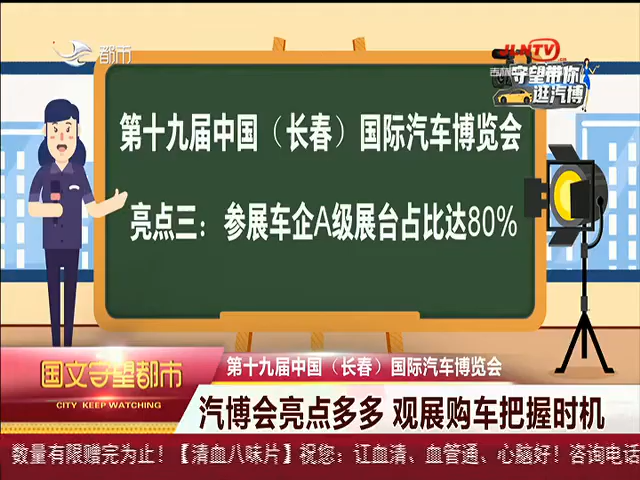 都市
JLNTV
吉林
守望带你
逛汽博
第十九届中国（长春）国际汽车博览会
亮点三：参展车企A级展台占比达80%
国文守望都市
CITY KEEP WATCHING
第十九届中国（长春）国际汽车博览会
汽博会亮点多多 观展购车把握时机
数量有限赠完为止！【清血八味片】祝您：让血清、血管通、心脑好！咨询电话